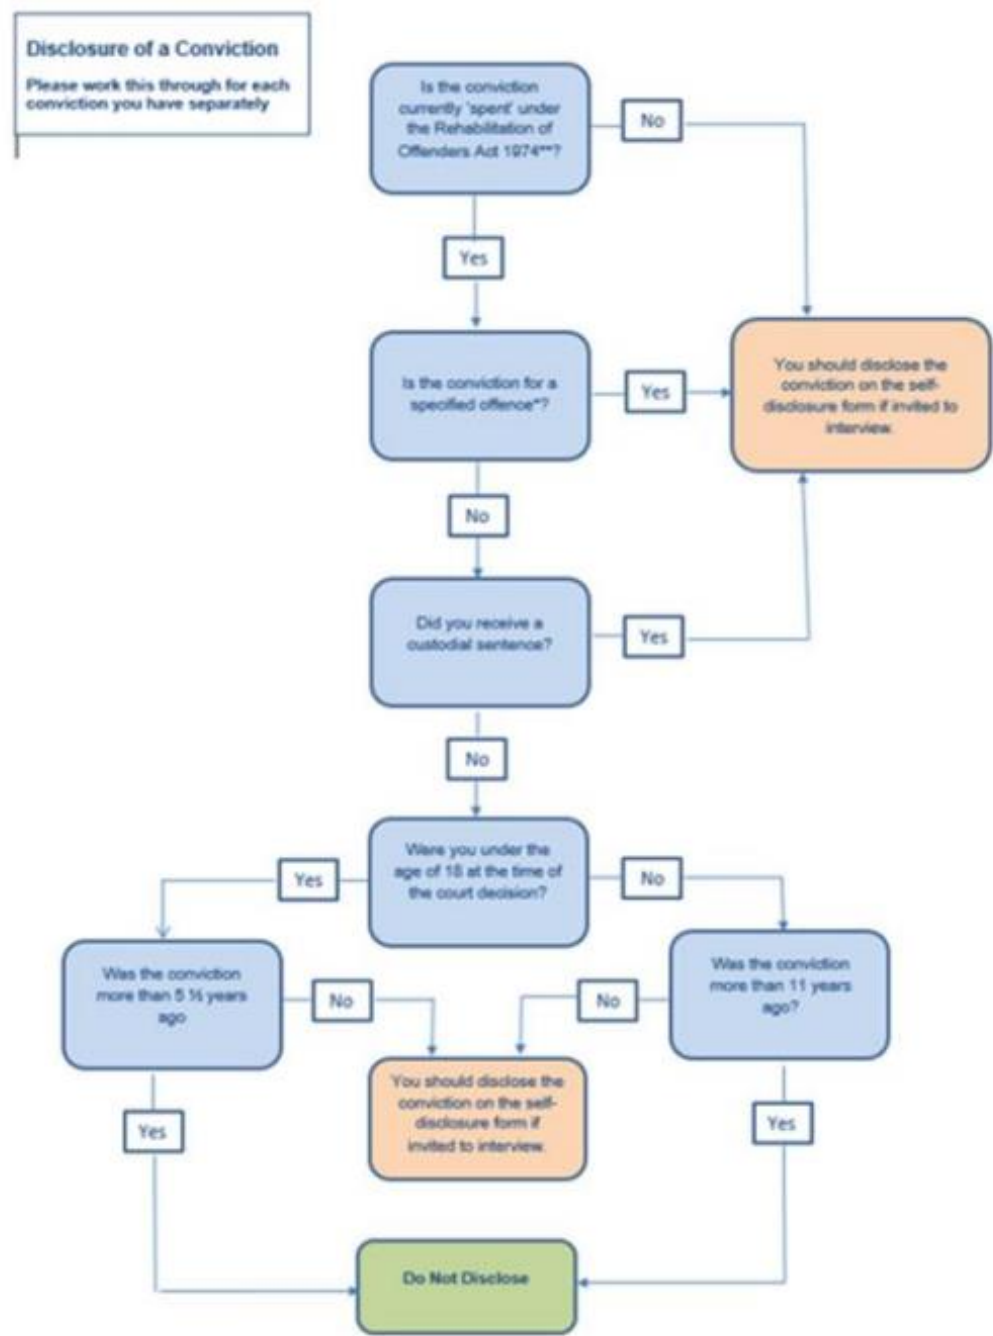 Disclosure of a Conviction
Please work this through for each
conviction you have separately
Is the conviction
currently 'spent' under
the Rehabilitation of
Offenders Act 1974**?
No
Yes
Is the conviction for a
specified offence*?
Yes
You should disclose the
conviction on the self-
disclosure form if invited to
interview.
No
Did you receive a
custodial sentence?
Yes
No
Were you under the
age of 18 at the time of
the court decision?
Yes
No
Was the conviction
more than 5 ½ years
ago
No
No
Was the conviction
more than 11 years
ago?
You should disclose the
conviction on the self-
disclosure form if
invited to interview.
Yes
Yes
Do Not Disclose